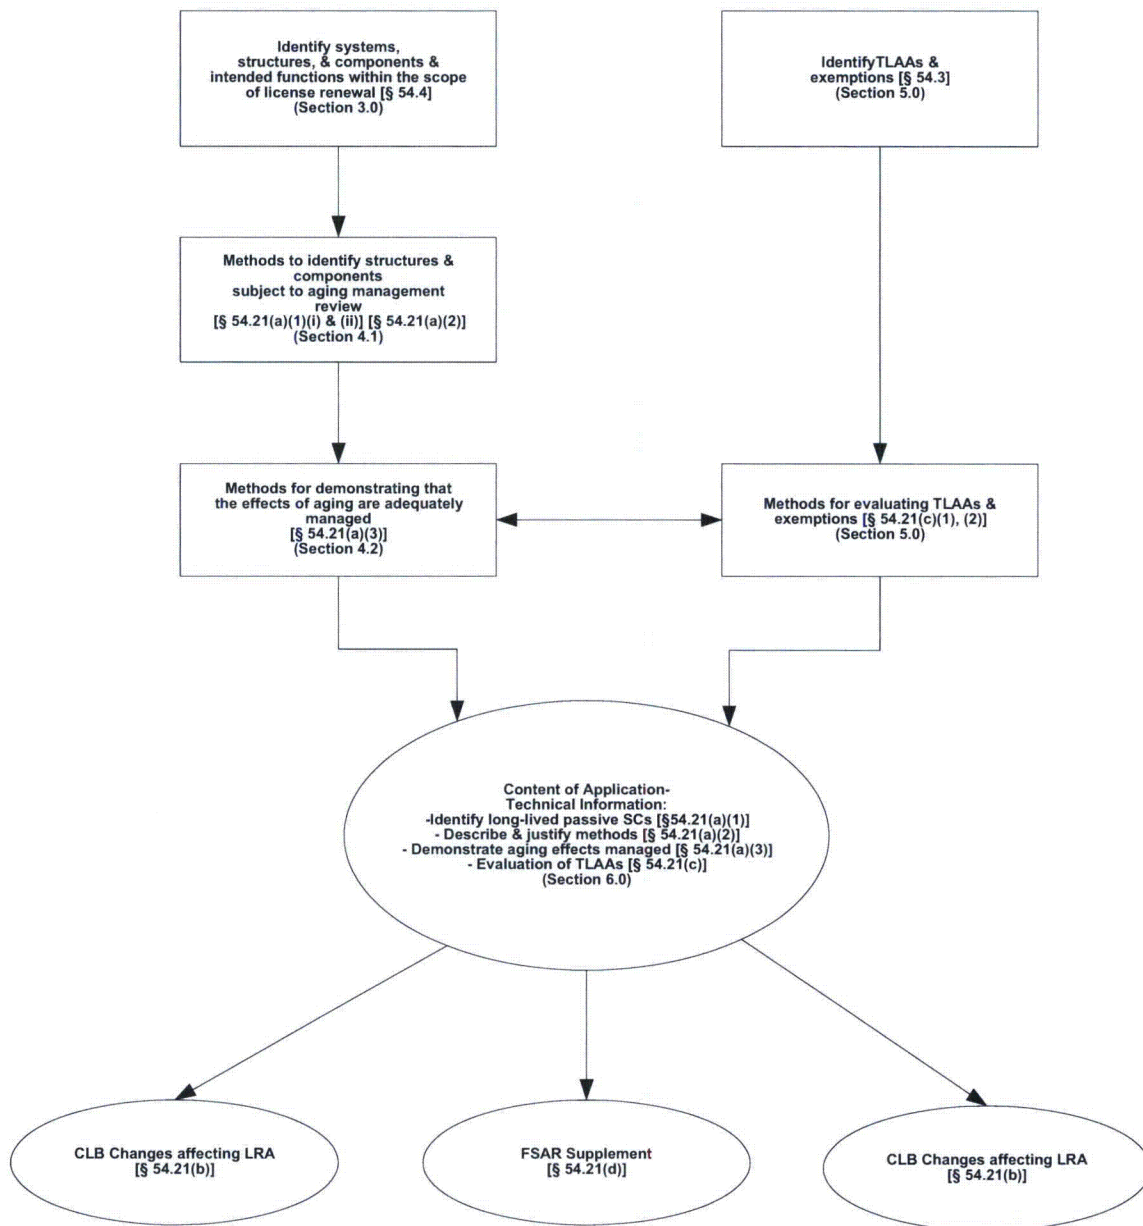 Identify systems,
structures, & components &
intended functions within the scope
of license renewal [§ 54.4]
(Section 3.0)
IdentifyTLAAs &
exemptions [§ 54.3]
(Section 5.0)
Methods to identify structures &
components
subject to aging management
review
[§ 54.21(a)(1)(i) & (ii)] [§ 54.21(a)(2)]
(Section 4.1)
Methods for demonstrating that
the effects of aging are adequately
managed
[§ 54.21(a)(3)]
(Section 4.2)
Methods for evaluating TLAAs &
exemptions [§ 54.21(c)(1), (2)]
(Section 5.0)
Content of Application-
Technical Information:
-Identify long-lived passive SCs [§54.21(a)(1)]
- Describe & justify methods [§ 54.21(a)(2)]
- Demonstrate aging effects managed [§ 54.21(a)(3)]
- Evaluation of TLAAs [§ 54.21(c)]
(Section 6.0)
CLB Changes affecting LRA
[§ 54.21(b)]
FSAR Supplement
[§ 54.21(d)]
CLB Changes affecting LRA
[§ 54.21(b)]